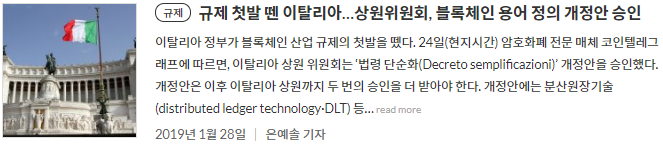 규제 규제 첫발 뗀 이탈리아...상원위원회, 블록체인 용어 정의 개정안 승인
이탈리아 정부가 블록체인 산업 규제의 첫발을 뗐다. 24일(현지시간) 암호화폐 전문 매체 코인텔레그
래프에 따르면, 이탈리아 상원 위원회는 '법령 단순화(Decreto semplificazioni)' 개정안을 승인했다.
개정안은 이후 이탈리아 상원까지 두 번의 승인을 더 받아야 한다. 개정안에는 분산원장기술
(distributed ledger technology·DLT) 등... read more
2019년 1월 28일 | 은예솔 기자